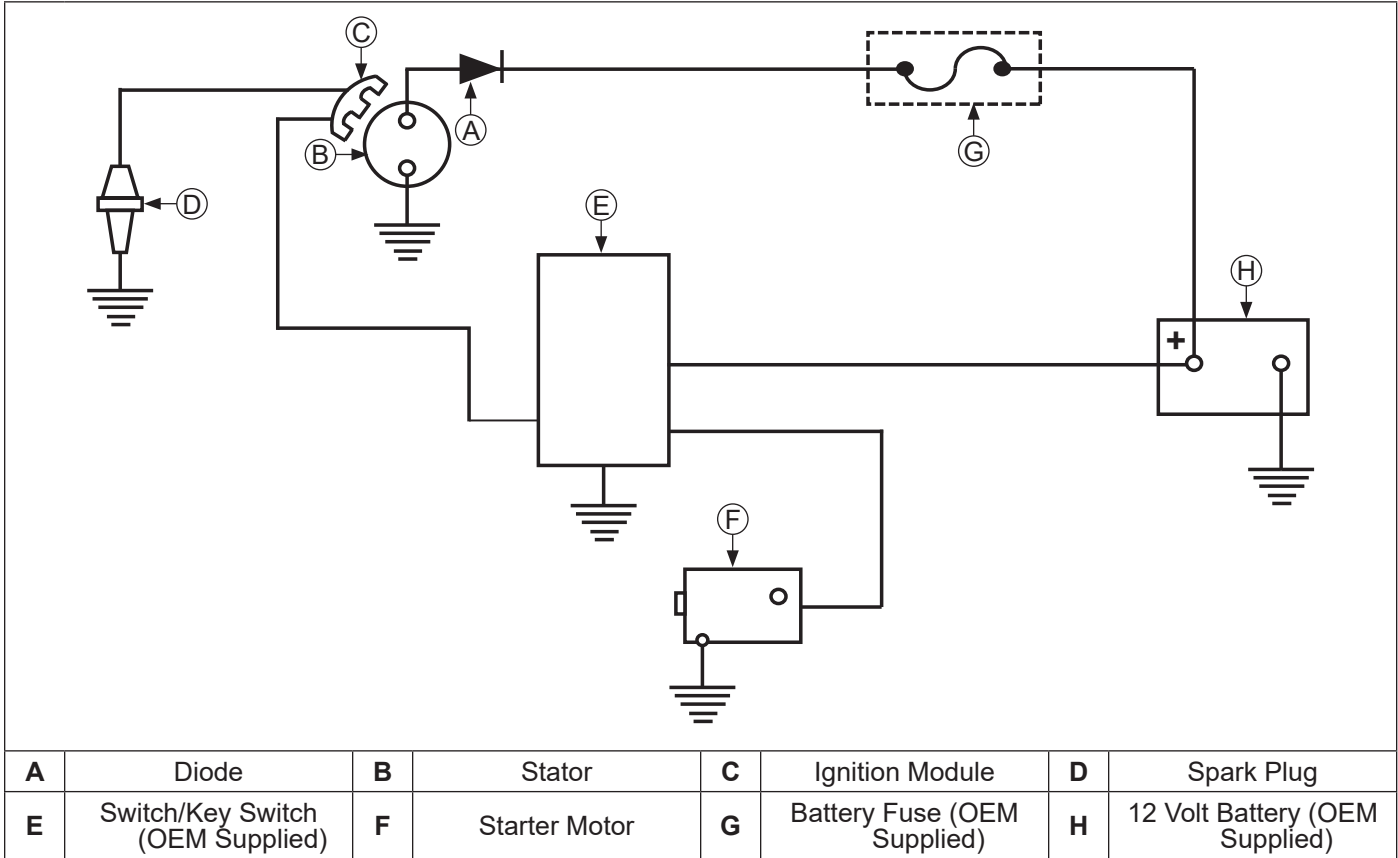 C
A
B
G
D
E
H
+
F
A Diode B Stator C Ignition Module D Spark Plug
E Switch/Key Switch (OEM Supplied) F Starter Motor G Battery Fuse (OEM Supplied) H 12 Volt Battery (OEM Supplied)